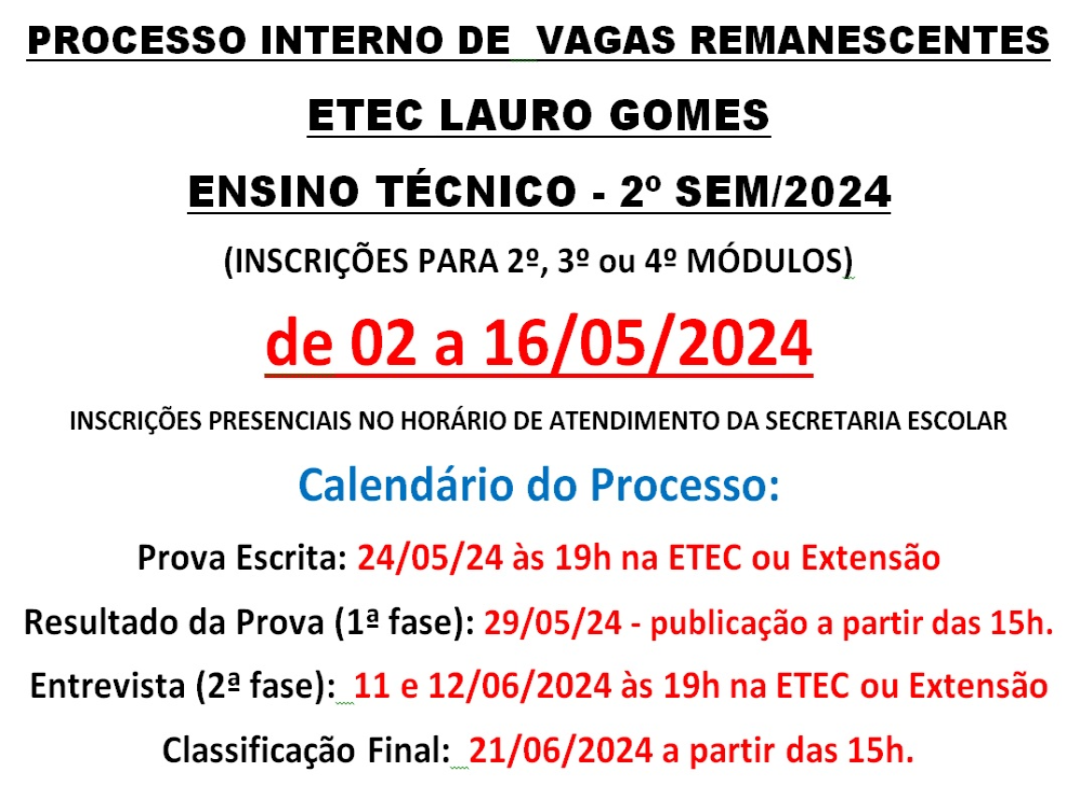 PROCESSO INTERNO DE  VAGAS REMANESCENTES
ETEC LAURO GOMES
ENSINO TÉCNICO - 2º SEM/2024
(INSCRIÇÕES PARA 2º, 3º ou 4º MÓDULOS)
de 02 a 16/05/2024
INSCRIÇÕES PRESENCIAIS NO HORÁRIO DE ATENDIMENTO DA SECRETARIA ESCOLAR
Calendário do Processo:
Prova Escrita: 24/05/24 às 19h na ETEC ou Extensão
Resultado da Prova (1ª fase): 29/05/24 - publicação a partir das 15h.
Entrevista (2ª fase):  11 e 12/06/2024 às 19h na ETEC ou Extensão
Classificação Final:  21/06/2024 a partir das 15h.